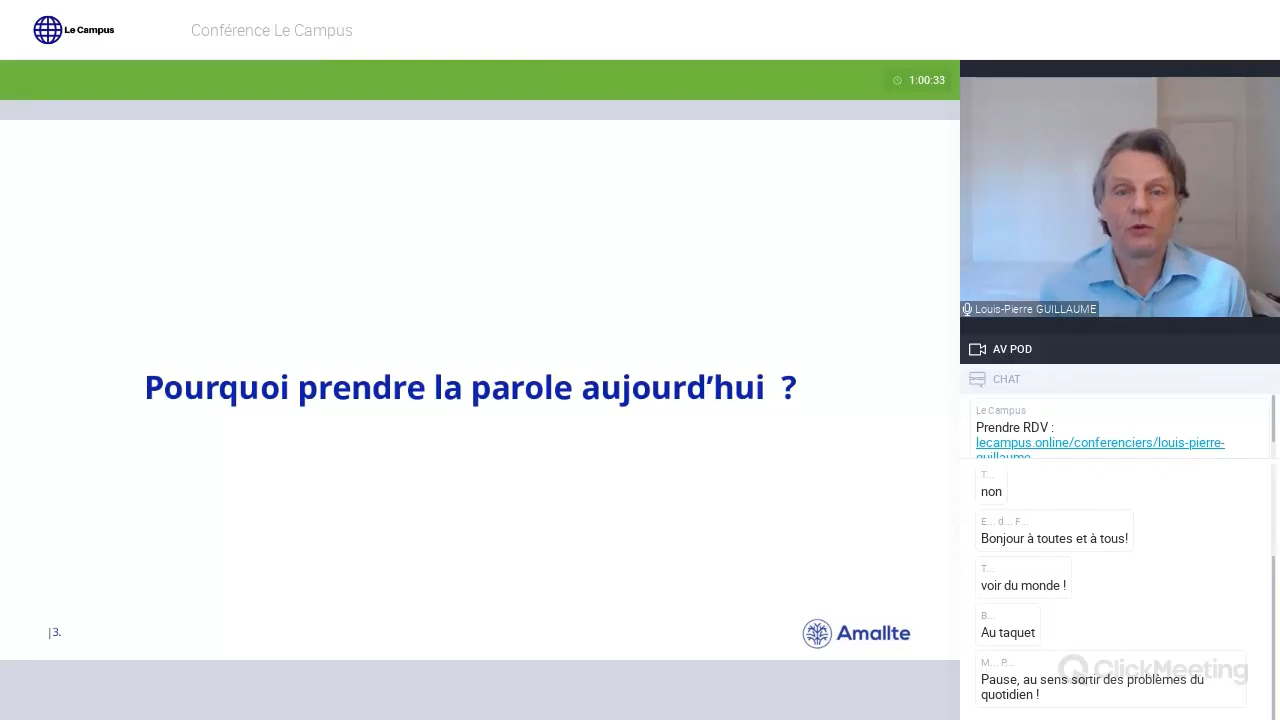 Le Campus
Conférence Le Campus
1:00:33
Pourquoi prendre la parole aujourd’hui ?
|3.
Amallte
Louis-Pierre GUILLAUME
AV POD
CHAT
Le Campus
Prendre RDV :
lecampus.online/conferenciers/louis-pierre-
guillaume
T...
non
E... d... F...
Bonjour à toutes et à tous!
T...
voir du monde !
B...
Au taquet
M... P...
Pause, au sens sortir des problèmes du
quotidien !
ClickMeeting